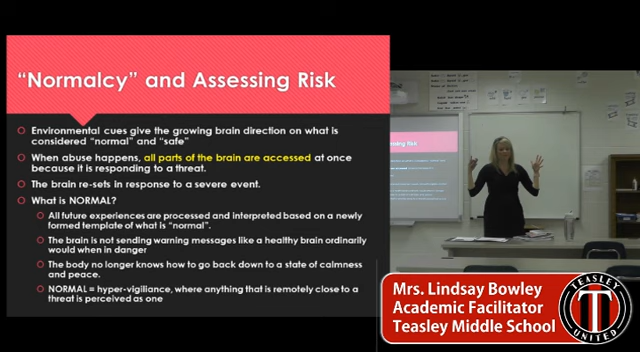 “Normalcy” and Assessing Risk
Environmental cues give the growing brain direction on what is
considered “normal” and “safe”
When abuse happens, all parts of the brain are accessed at once
because it is responding to a threat.
The brain re-sets in response to a severe event.
What is NORMAL?
All future experiences are processed and interpreted based on a newly
formed template of what is “normal”.
The brain is not sending warning messages like a healthy brain ordinarily
would when in danger
The body no longer knows how to go back down to a state of calmness
and peace.
NORMAL = hyper-vigilance, where anything that is remotely close to a
threat is perceived as one
Mrs. Lindsay Bowley
Academic Facilitator
Teasley Middle School
TEASLEY
T
UNITED